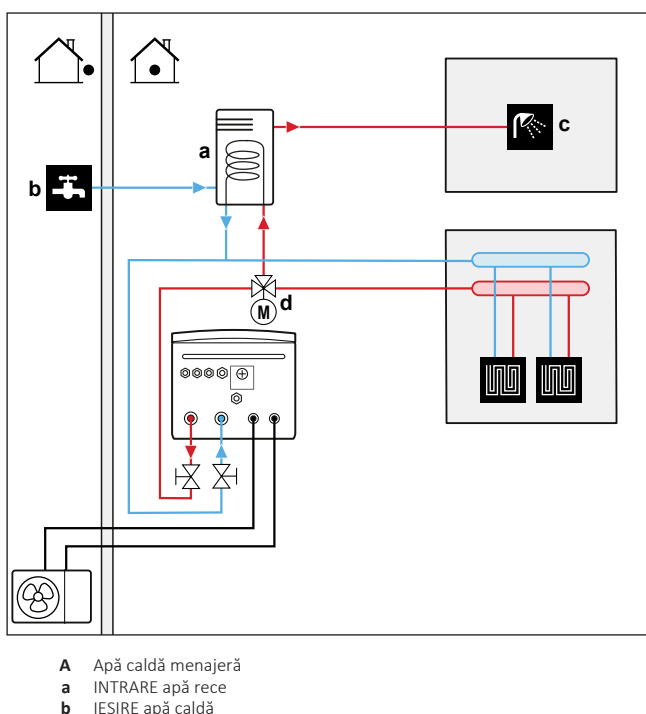 a
c
b
d
M
A Apă caldă menajeră
a INTRARE apă rece
b IEȘIRE apă caldă